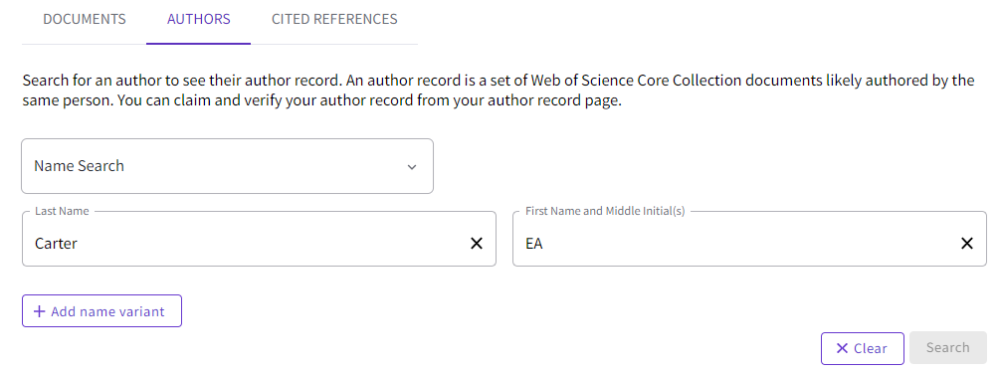 DOCUMENTS AUTHORS CITED REFERENCES
Search for an author to see their author record. An author record is a set of Web of Science Core Collection documents likely authored by the
same person. You can claim and verify your author record from your author record page.
Name Search
Last Name First Name and Middle Initial(s)
Carter EA
Add name variant
Clear Search